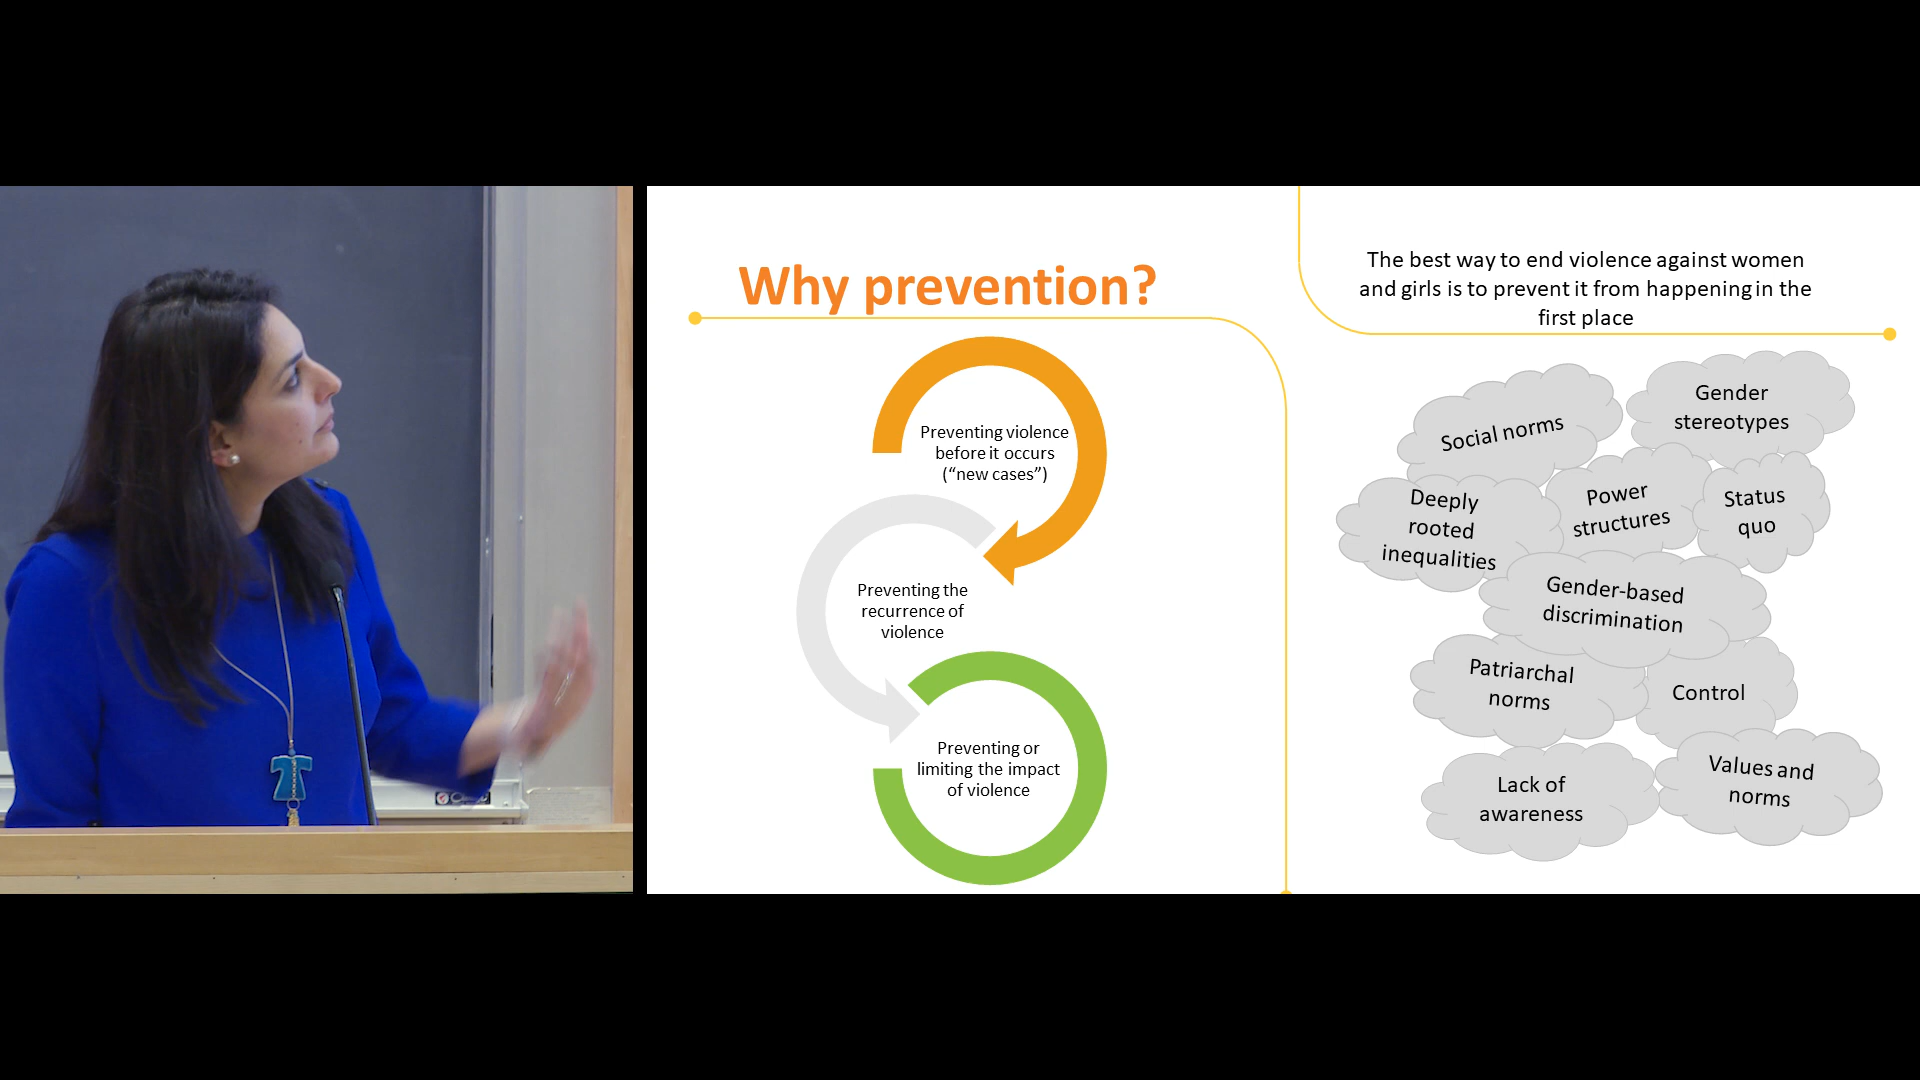 Why prevention?
Preventing violence
before it occurs
(“new cases”)
Preventing the
recurrence of
violence
Preventing or
limiting the impact
of violence
The best way to end violence against women
and girls is to prevent it from happening in the
first place
Social norms
Gender
stereotypes
Deeply
rooted
inequalities
Power
structures
Status
quo
Gender-based
discrimination
Patriarchal
norms
Control
Lack of
awareness
Values and
norms